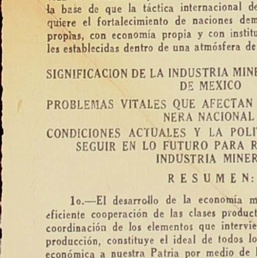 la base de que la táctica internacional de
quiere el fortalecimiento de naciones dem
propias, con economía propia y con instit
les establecidas dentro de una atmósfera de
SIGNIFICACION DE LA INDUSTRIA MINE
DE MEXICO
PROBLEMAS VITALES QUE AFECTAN
NERA NACIONAL
CONDICIONES ACTUALES Y LA POLI
SEGUIR EN LO FUTURO PARA R
INDUSTRIA MINER
RESUMEN:
1o.—El desarrollo de la economía m
eficiente cooperación de las clases product
coordinación de los elementos que intervie
producción, constituye el ideal de todos lo
económica a nuestra Patria por medio de l